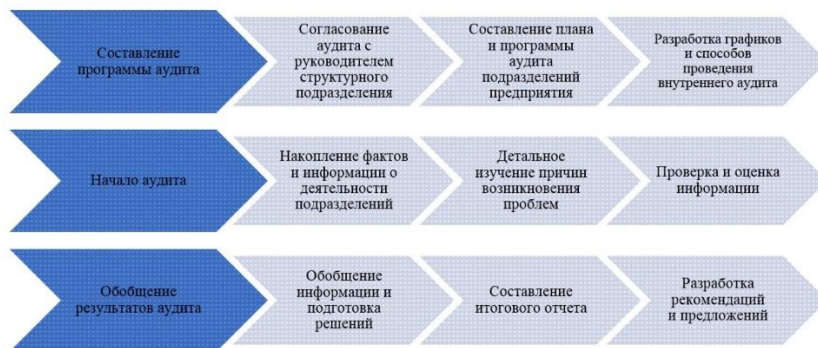 Составление
программы аудита
Согласование
аудита с
руководителем
структурного
подразделения
Составление плана
и программы
аудита
подразделений
предприятия
Разработка графиков
и способов
проведения
внутреннего аудита
Начало аудита
Накопление фактов
и информации о
деятельности
подразделений
Детальное
изучение причин
возникновения
проблем
Проверка и оценка
информации
Обобщение
результатов аудита
Обобщение
информации и
подготовка
решений
Составление
итогового отчета
Разработка
рекомендаций
и предложений